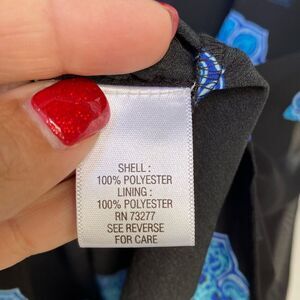 SHELL :
100% POLYESTER
LINING :
100% POLYESTER
RN 73277
SEE REVERSE
FOR CARE